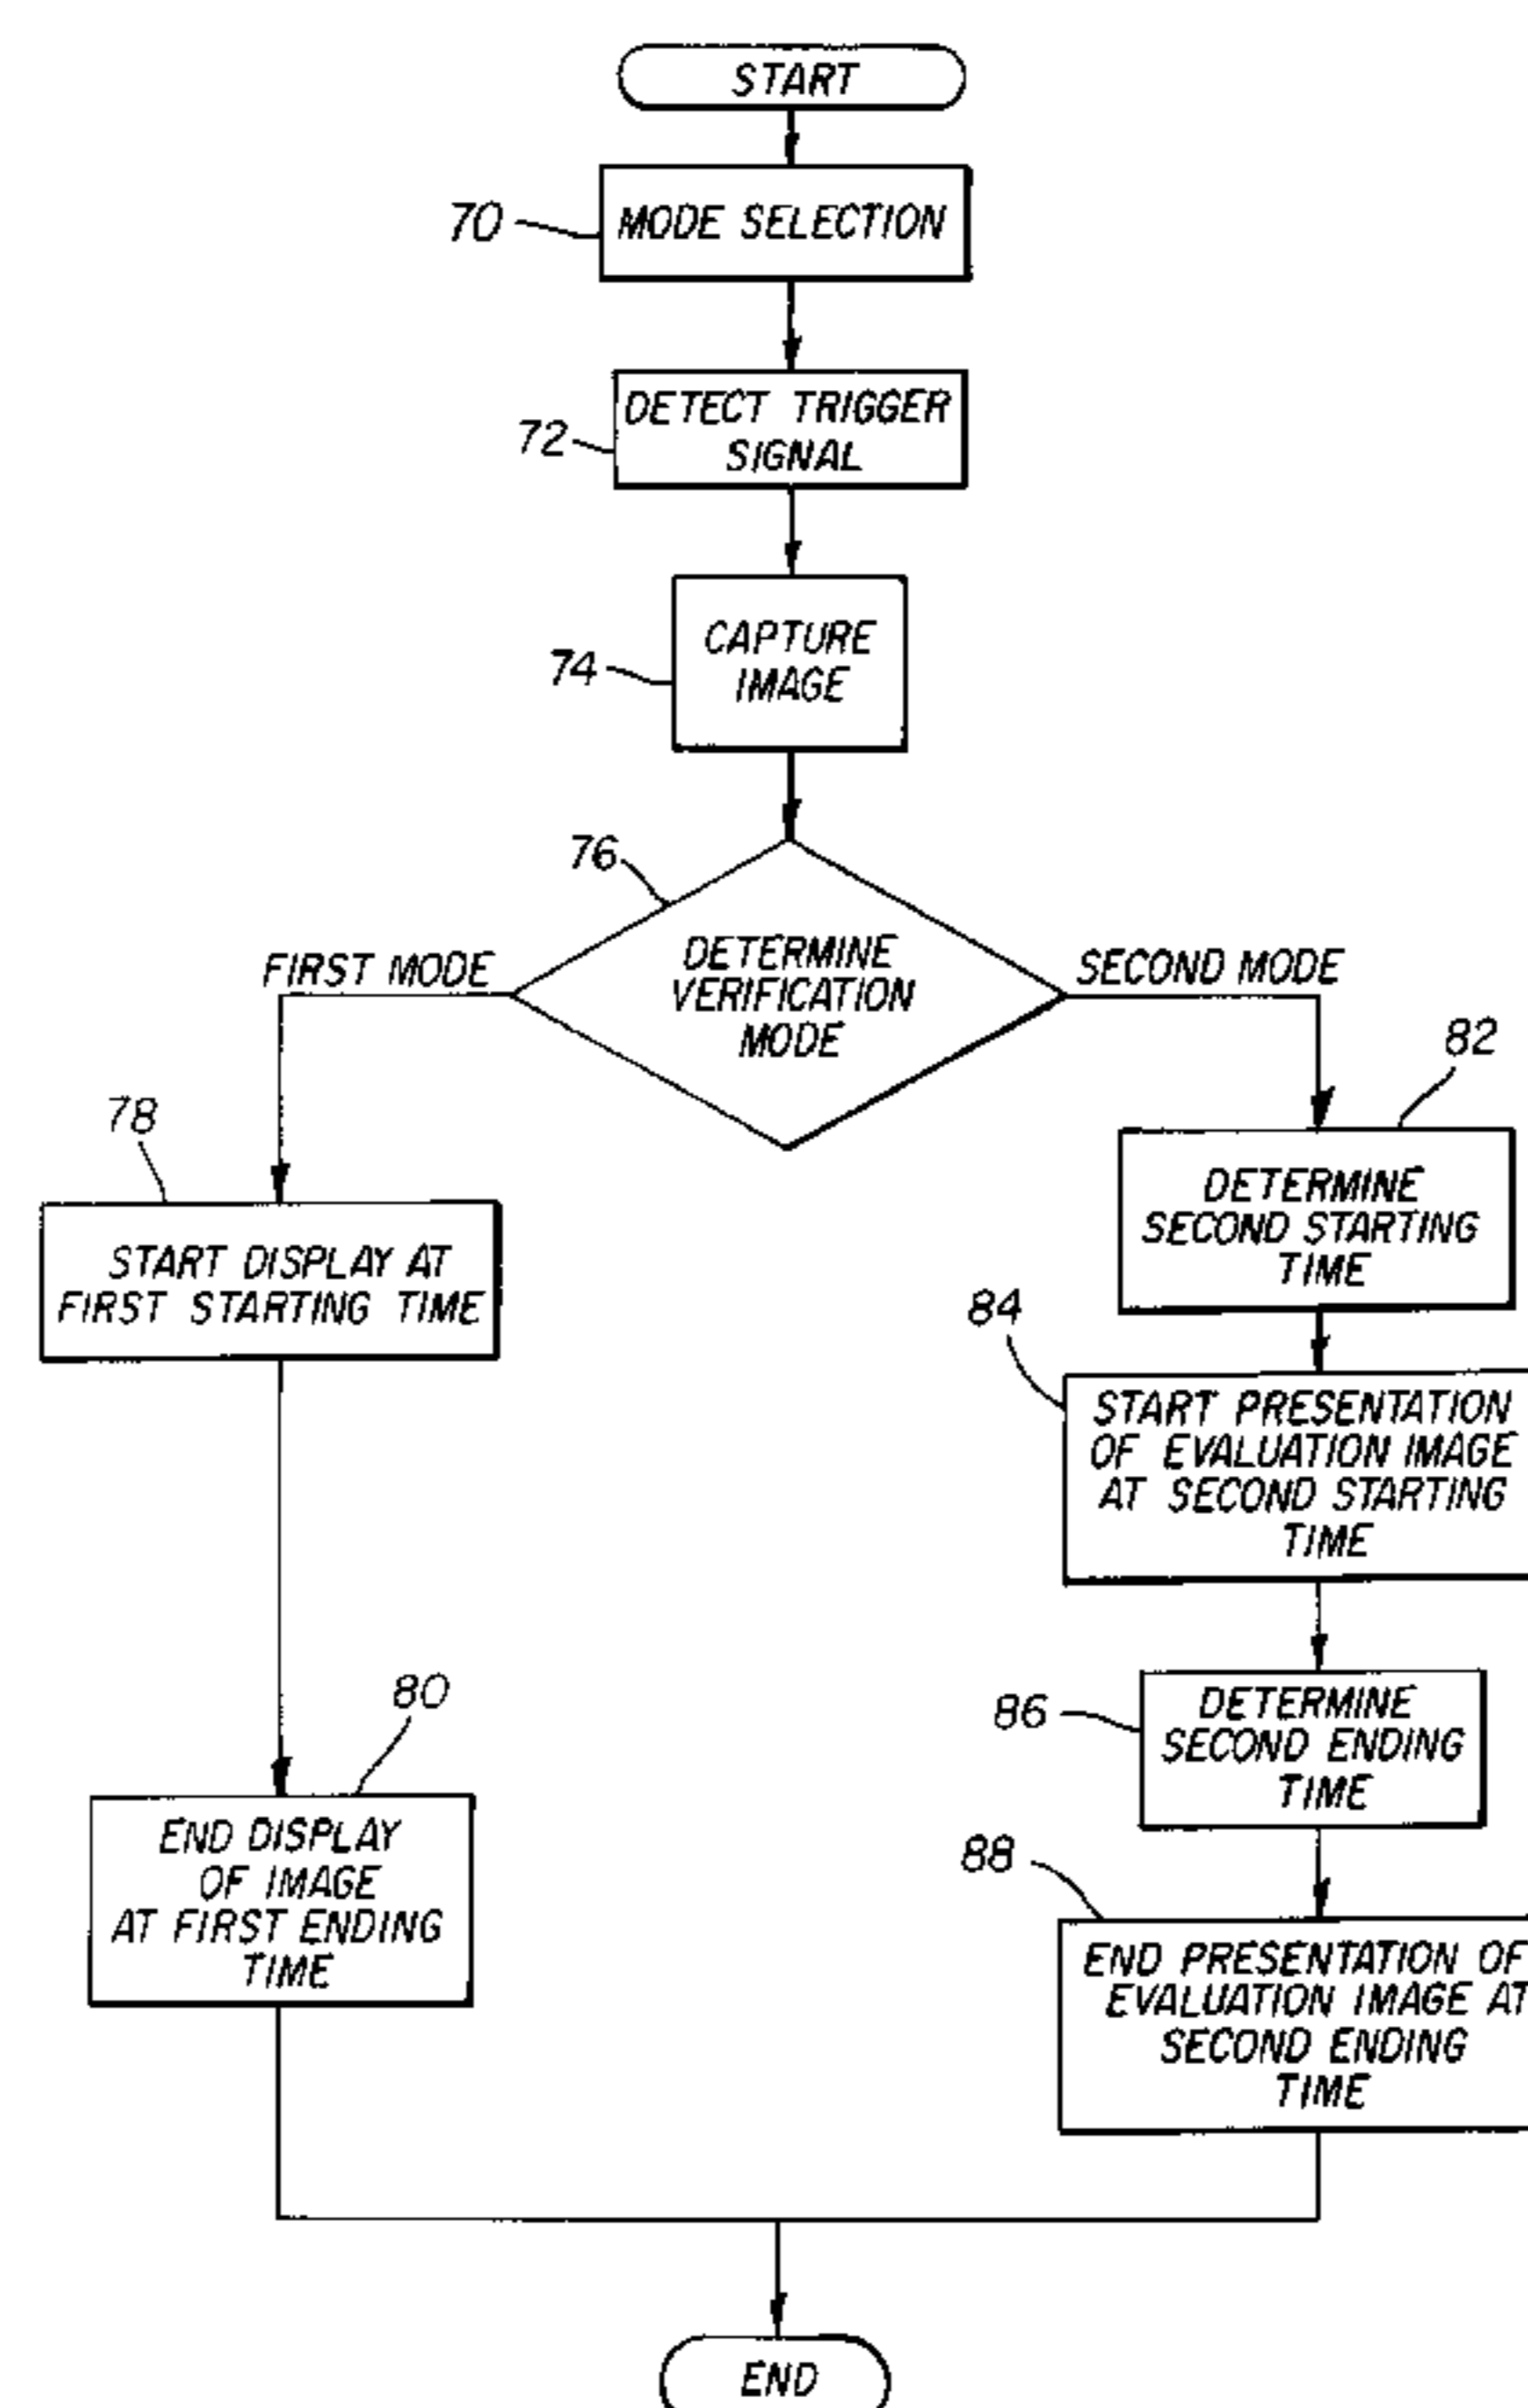 START
70
MODE SELECTION
72
DETECT TRIGGER
SIGNAL
74
CAPTURE
IMAGE
76
DETERMINE
VERIFICATION
MODE
FIRST MODE
SECOND MODE
78
START DISPLAY AT
FIRST STARTING TIME
80
END DISPLAY
OF IMAGE
AT FIRST ENDING
TIME
82
DETERMINE
SECOND STARTING
TIME
84
START PRESENTATION
OF EVALUATION IMAGE
AT SECOND STARTING
TIME
86
DETERMINE
SECOND ENDING
TIME
88
END PRESENTATION OF
EVALUATION IMAGE AT
SECOND ENDING
TIME
END